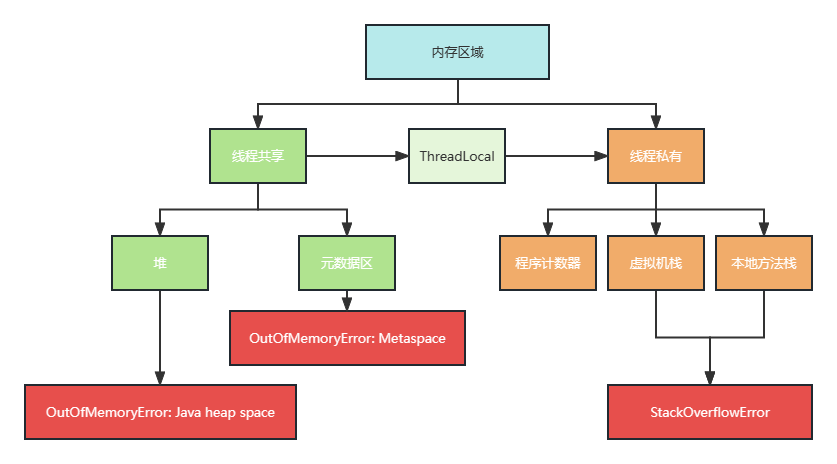 内存区域
线程共享
ThreadLocal
线程私有
堆
元数据区
程序计数器
虚拟机栈
本地方法栈
OutOfMemoryError: Metaspace
OutOfMemoryError: Java heap space
StackOverflowError